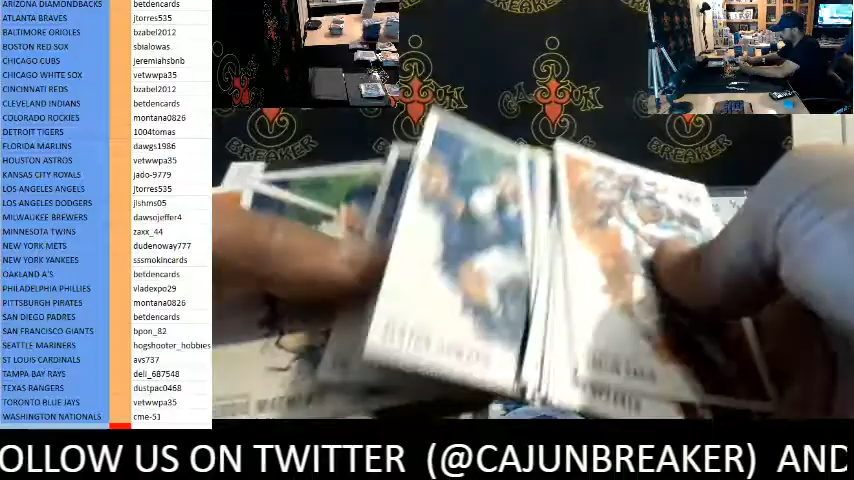 ARIZONA DIAMONDBACKS betdencards
ATLANTA BRAVES jtorres535
BALTIMORE ORIOLES bzabel2012
BOSTON RED SOX sbialowas
CHICAGO CUBS jeremiahsbnb
CHICAGO WHITE SOX vetwwpa35
CINCINNATI REDS bzabel2012
CLEVELAND INDIANS betdencards
COLORADO ROCKIES montana0826
DETROIT TIGERS 1004tomas
FLORIDA MARLINS dawgs1986
HOUSTON ASTROS vetwwpa35
KANSAS CITY ROYALS jado-9779
LOS ANGELES ANGELS jtorres535
LOS ANGELES DODGERS jlshms05
MILWAUKEE BREWERS dawsojeffer4
MINNESOTA TWINS zaxx_44
NEW YORK METS dudenoway777
NEW YORK YANKEES sssmokincards
OAKLAND A'S betdencards
PHILADELPHIA PHILLIES vladexpo29
PITTSBURGH PIRATES montana0826
SAN DIEGO PADRES betdencards
SAN FRANCISCO GIANTS bpon_82
SEATTLE MARINERS hogshooter_hobbies
ST LOUIS CARDINALS avs737
TAMPA BAY RAYS deli_687548
TEXAS RANGERS dustpac0468
TORONTO BLUE JAYS vetwwpa35
WASHINGTON NATIONALS cme-53
CAJUN
BREAKER
OLLOW US ON TWITTER (@CAJUNBREAKER) AND